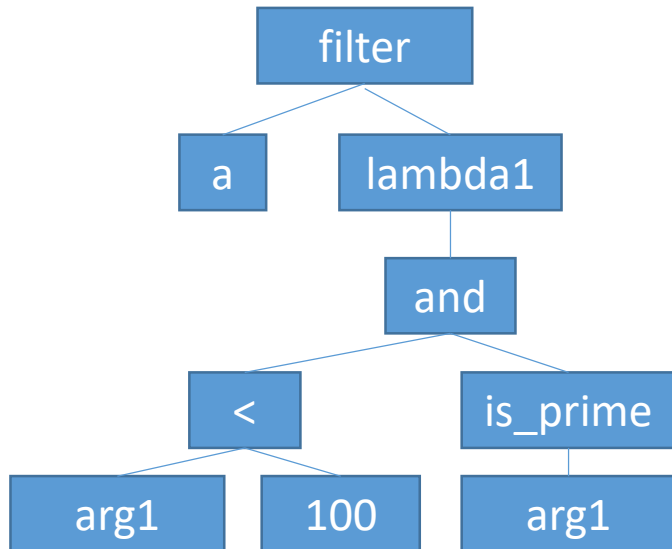 filter
a
lambda1
and
<
is_prime
arg1
100
arg1